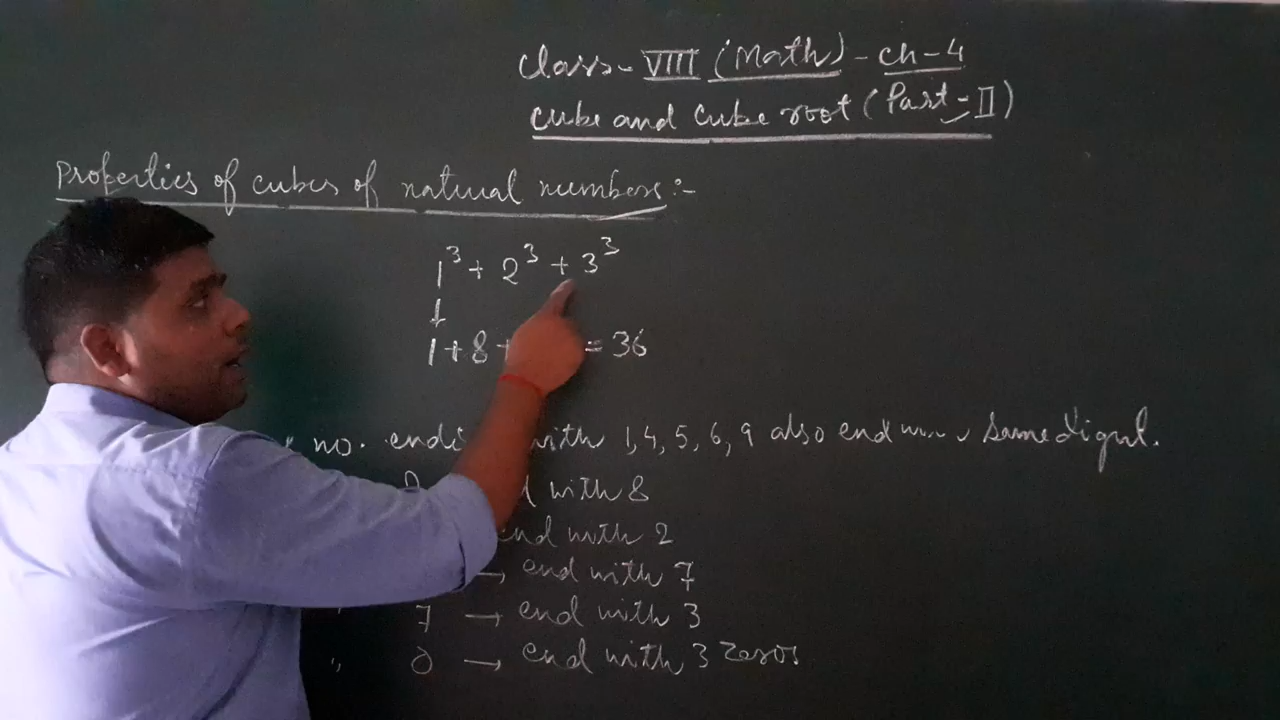 Class - VIII (Math) - ch-4
cube and cube root (Part-II)
Properties of cubes of natural numbers :-
1³ + 2³ + 3³
↓
1+8+ = 36
no. with 1, 4, 5, 6, 9 also end same digit.
end with 8
end with 2
→ end with 7
" 7 → end with 3
" 0 → end with 3 zeros